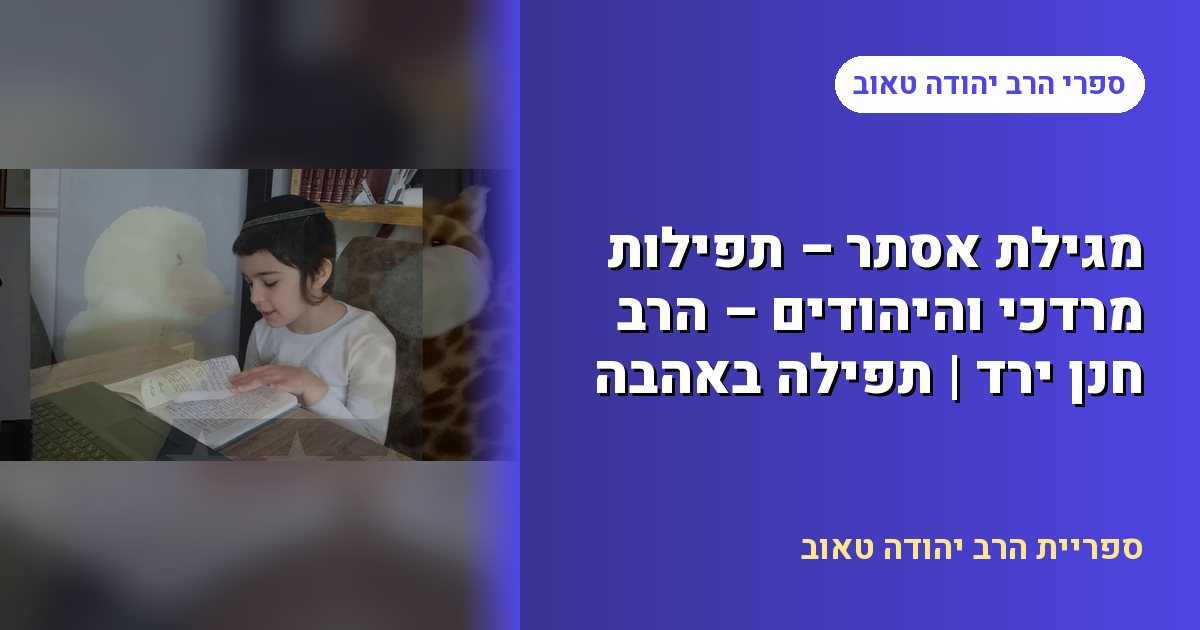 ספרי הרב יהודה טאוב
מגילת אסתר – תפילות
מרדכי והיהודים – הרב
חנן ירד | תפילה באהבה
ספריית הרב יהודה טאוב